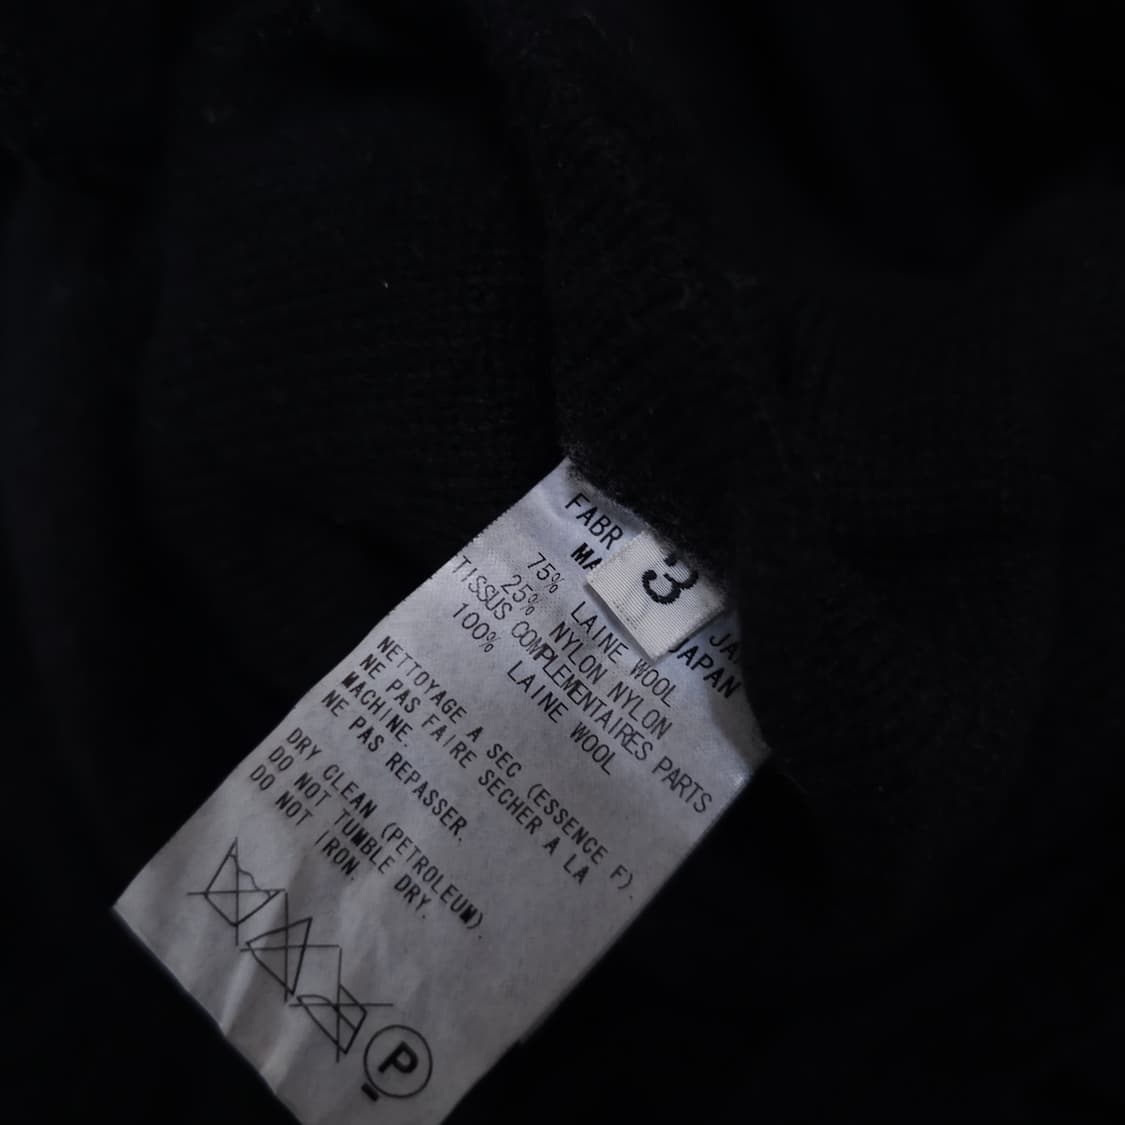 FABR
MA
3
JA
JAPAN
75% LAINE WOOL
25% NYLON NYLON
TISSUS COMPLEMENTAIRES PARTS
100% LAINE WOOL
NETTOYAGE A SEC (ESSENCE F).
NE PAS FAIRE SECHER A LA
MACHINE.
NE PAS REPASSER.
DRY CLEAN (PETROLEUM).
DO NOT TUMBLE DRY.
DO NOT IRON.
P